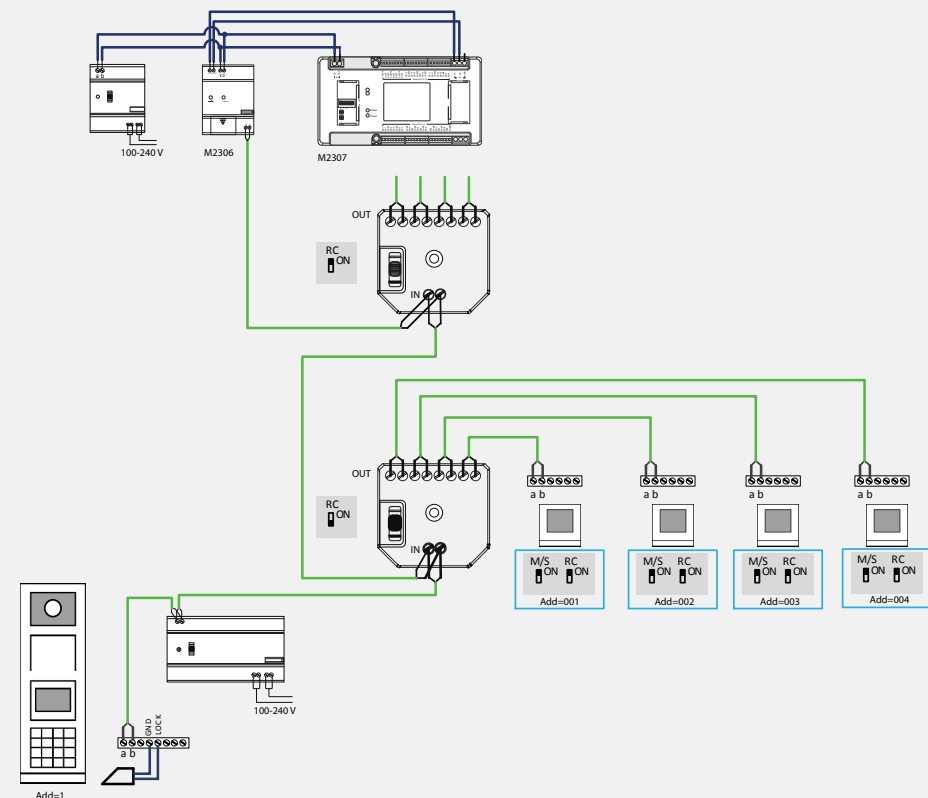 100-240 V
M2306
M2307
OUT
RC
ON
IN
OUT
RC
ON
IN
a b
a b
a b
a b
M/S RC
ON ON
Add=001
M/S RC
ON ON
Add=002
M/S RC
ON ON
Add=003
M/S RC
ON ON
Add=004
100-240 V
GND
LOCK
a b
Add=1